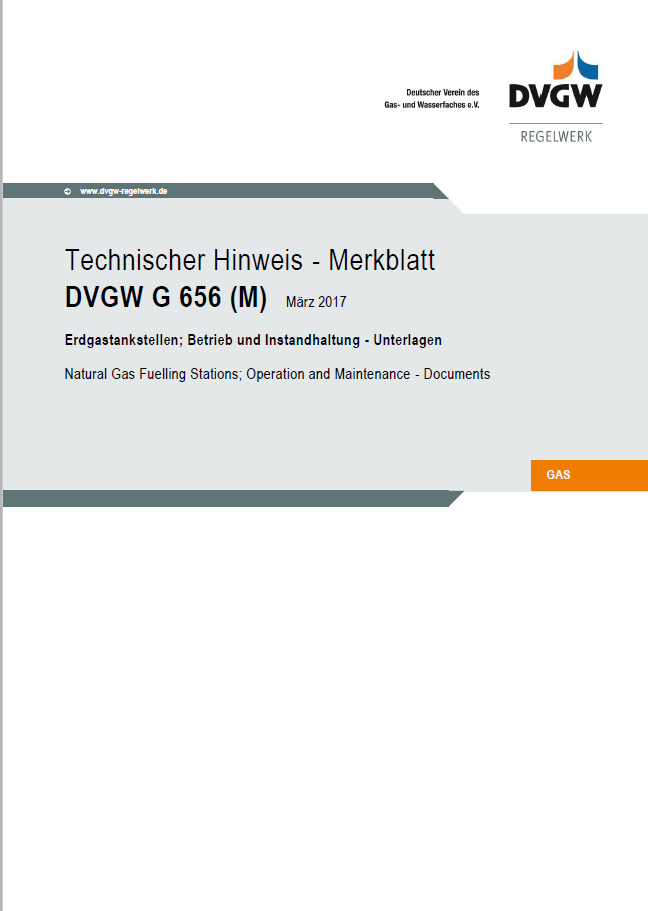 Deutscher Verein des
Gas- und Wasserfaches e.V.
DVGW
REGELWERK
www.dvgw-regelwerk.de
Technischer Hinweis - Merkblatt
DVGW G 656 (M) März 2017
Erdgastankstellen; Betrieb und Instandhaltung - Unterlagen
Natural Gas Fuelling Stations; Operation and Maintenance - Documents
GAS